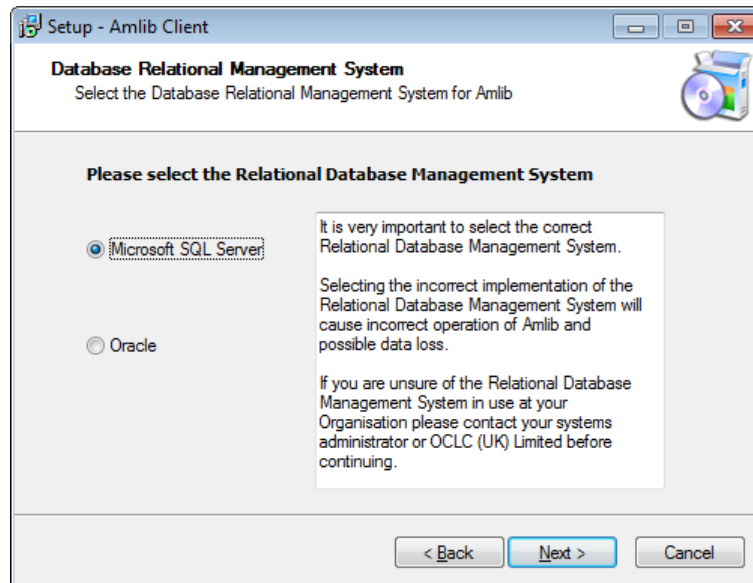 Setup - Amlib Client
Database Relational Management System
Select the Database Relational Management System for Amlib
Please select the Relational Database Management System
Microsoft SQL Server
Oracle
It is very important to select the correct
Relational Database Management System.
Selecting the incorrect implementation of the
Relational Database Management System will
cause incorrect operation of Amlib and
possible data loss.
If you are unsure of the Relational Database
Management System in use at your
Organisation please contact your systems
administrator or OCLC (UK) Limited before
continuing.
< Back
Next >
Cancel